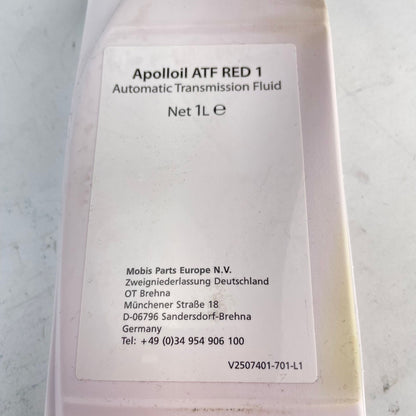 Apolloil ATF RED 1
Automatic Transmission Fluid
Net 1L ℮
Mobis Parts Europe N.V.
Zweigniederlassung Deutschland
OT Brehna
Münchener Straße 18
D-06796 Sandersdorf-Brehna
Germany
Tel: +49 (0)34 954 906 100
V2507401-701-L1